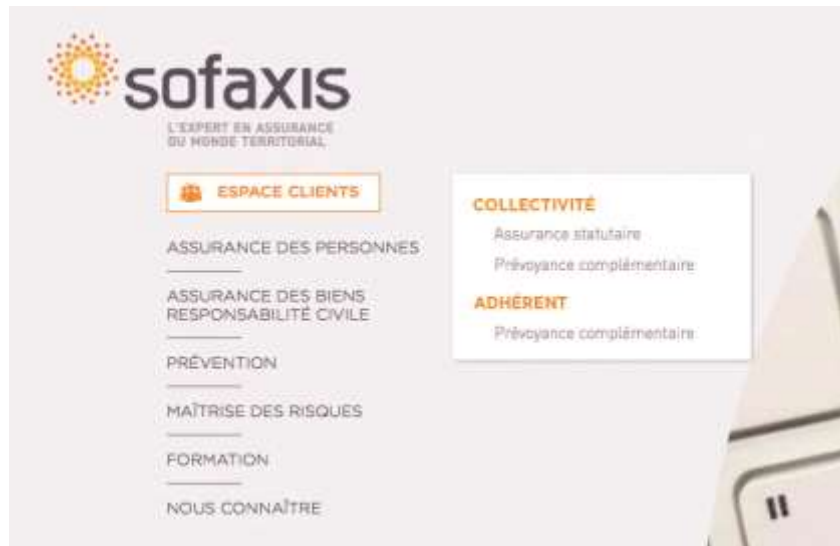 sofaxis
L'EXPERT EN ASSURANCE
DU MONDE TERRITORIAL
ESPACE CLIENTS
ASSURANCE DES PERSONNES
ASSURANCE DES BIENS
RESPONSABILITÉ CIVILE
PRÉVENTION
MAÎTRISE DES RISQUES
FORMATION
NOUS CONNAÎTRE
COLLECTIVITÉ
Assurance statutaire
Prévoyance complémentaire
ADHÉRENT
Prévoyance complémentaire
"